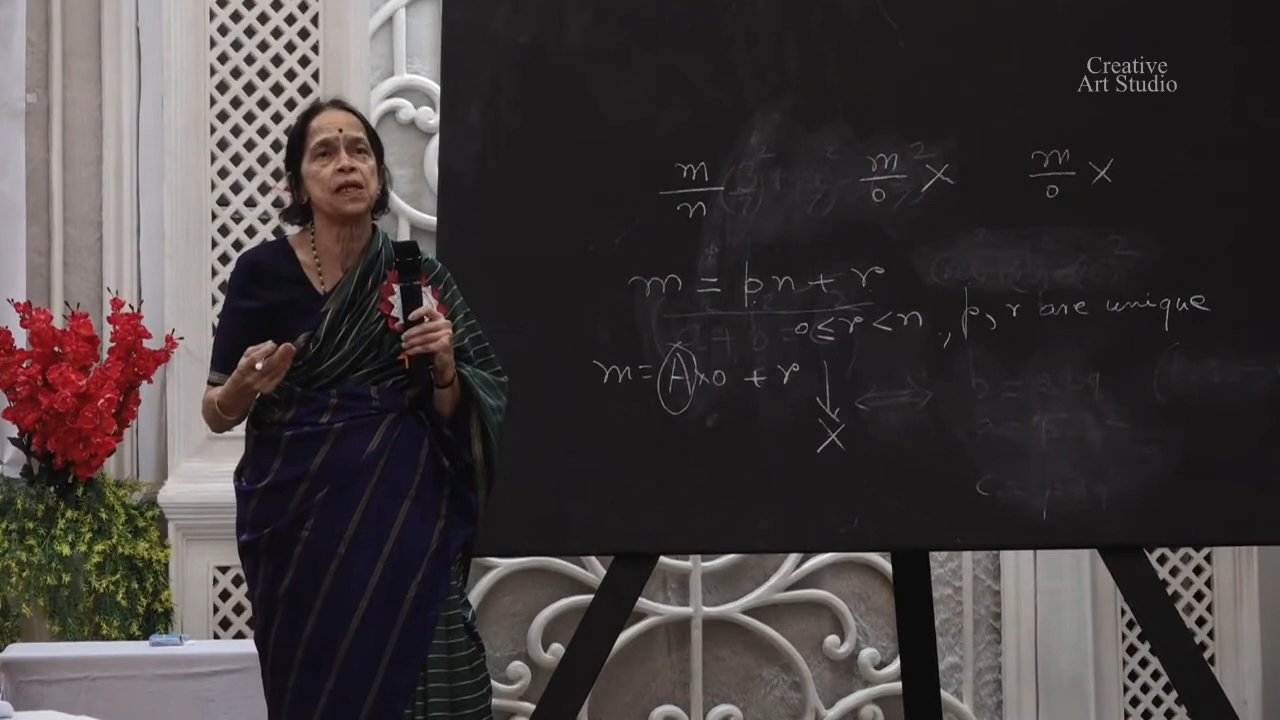 Creative
Art Studio
m/n m/0 X m/0 X
m = pn + r
0 ≤ r < n , p, r are unique
m = A x 0 + r
X